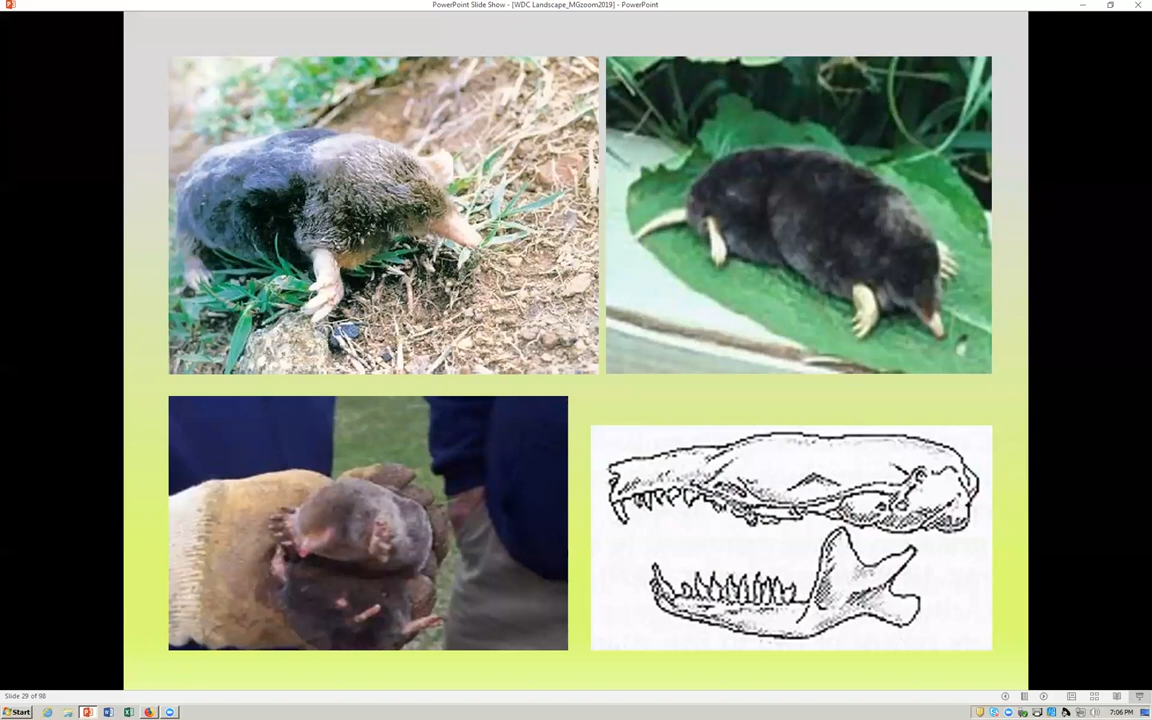 PowerPoint Slide Show - [WDC Landscape_MGzoom2019] - PowerPoint
Slide 29 of 98
Start
7:06 PM